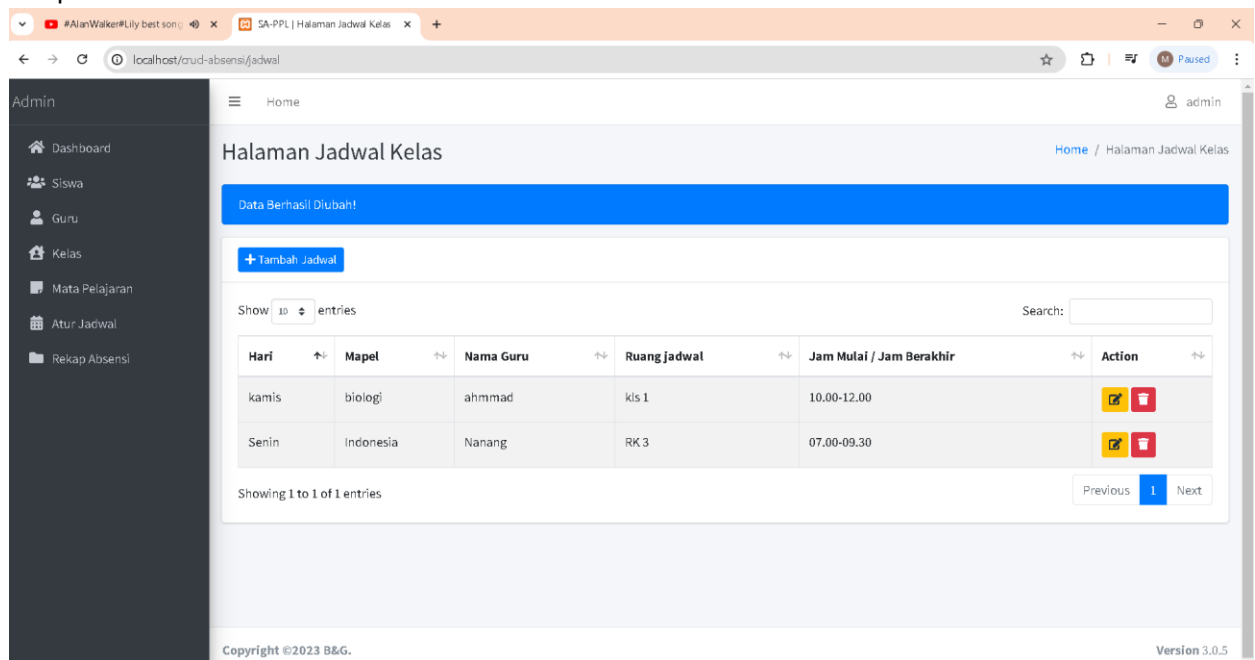 #AlanWalker#Lily best song
SA-PPL | Halaman Jadwal Kelas
localhost/crud-absensi/jadwal
M Paused
Admin
Home
admin
Dashboard
Siswa
Guru
Kelas
Mata Pelajaran
Atur Jadwal
Rekap Absensi
Halaman Jadwal Kelas
Home / Halaman Jadwal Kelas
Data Berhasil Diubah!
+ Tambah Jadwal
Show 10 entries
Search:
Hari Mapel Nama Guru Ruang jadwal Jam Mulai / Jam Berakhir Action
kamis biologi ahmmad kls 1 10.00-12.00
Senin Indonesia Nanang RK 3 07.00-09.30
Showing 1 to 1 of 1 entries
Previous 1 Next
Copyright ©2023 B&G.
Version 3.0.5